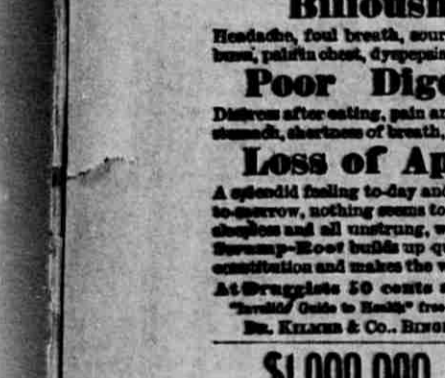 Biliousn
Headache, foul breath, sour
burn, pain in chest, dyspepsia
Poor Dige
Distress after eating, pain an
stomach, shortness of breath,
Loss of Ap
A splendid feeling to-day and
to-morrow, nothing seems to
sleepless and all unstrung, w
Swamp-Root builds up qu
constitution and makes the w
At Druggists 50 cents a
"Invalids' Guide to Health" free
Dr. Kilmer & Co., Bing
$1,000,000